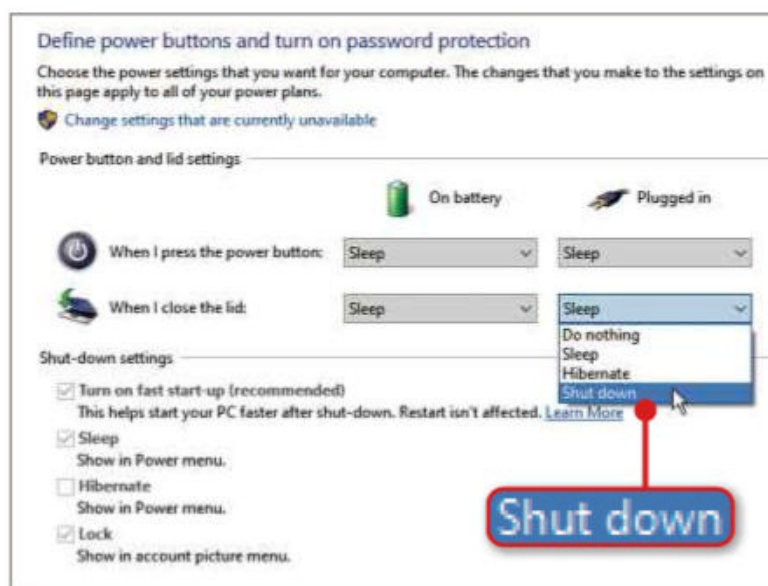 Define power buttons and turn on password protection
Choose the power settings that you want for your computer. The changes that you make to the settings on
this page apply to all of your power plans.
Change settings that are currently unavailable
Power button and lid settings
On battery
Plugged in
When I press the power button:
Sleep
Sleep
When I close the lid:
Sleep
Sleep
Do nothing
Sleep
Hibernate
Shut down
Shut-down settings
Turn on fast start-up (recommended)
This helps start your PC faster after shut-down. Restart isn't affected. Learn More
Sleep
Show in Power menu.
Hibernate
Show in Power menu.
Lock
Show in account picture menu.
Shut down